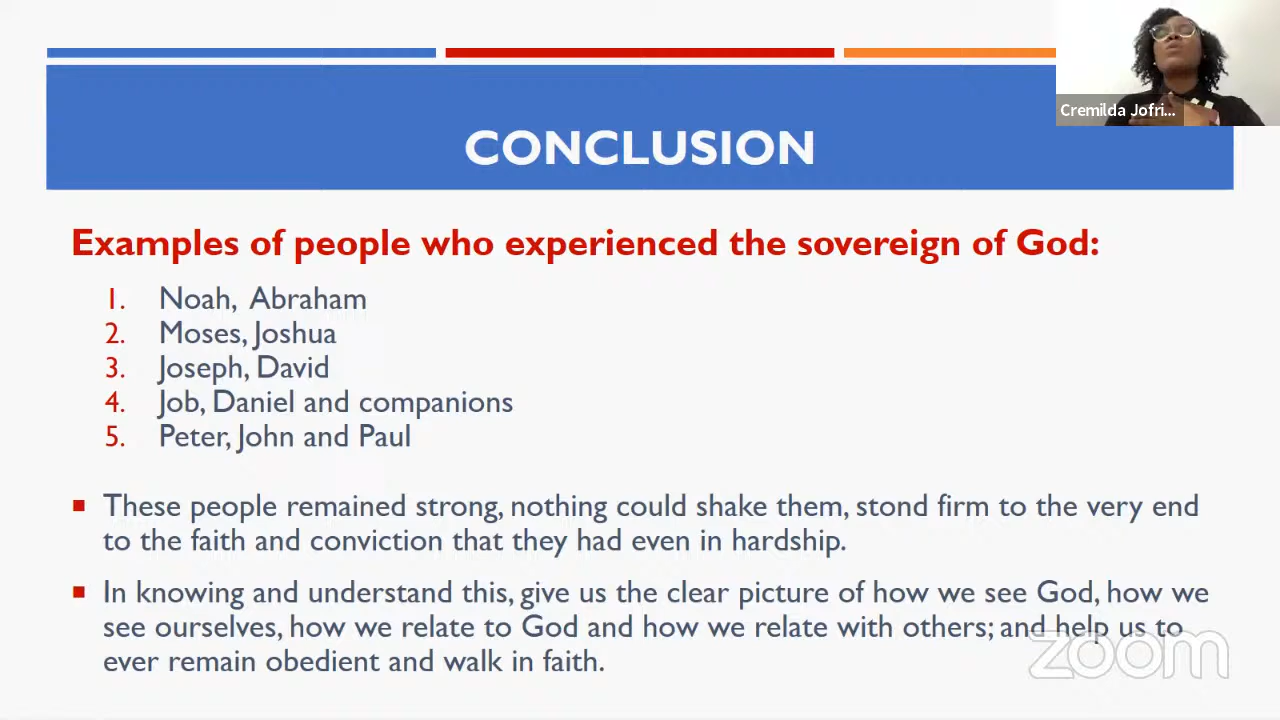 Cremilda Jofri...
CONCLUSION
Examples of people who experienced the sovereign of God:
1. Noah, Abraham
2. Moses, Joshua
3. Joseph, David
4. Job, Daniel and companions
5. Peter, John and Paul
These people remained strong, nothing could shake them, stond firm to the very end
to the faith and conviction that they had even in hardship.
In knowing and understand this, give us the clear picture of how we see God, how we
see ourselves, how we relate to God and how we relate with others; and help us to
ever remain obedient and walk in faith.
zoom